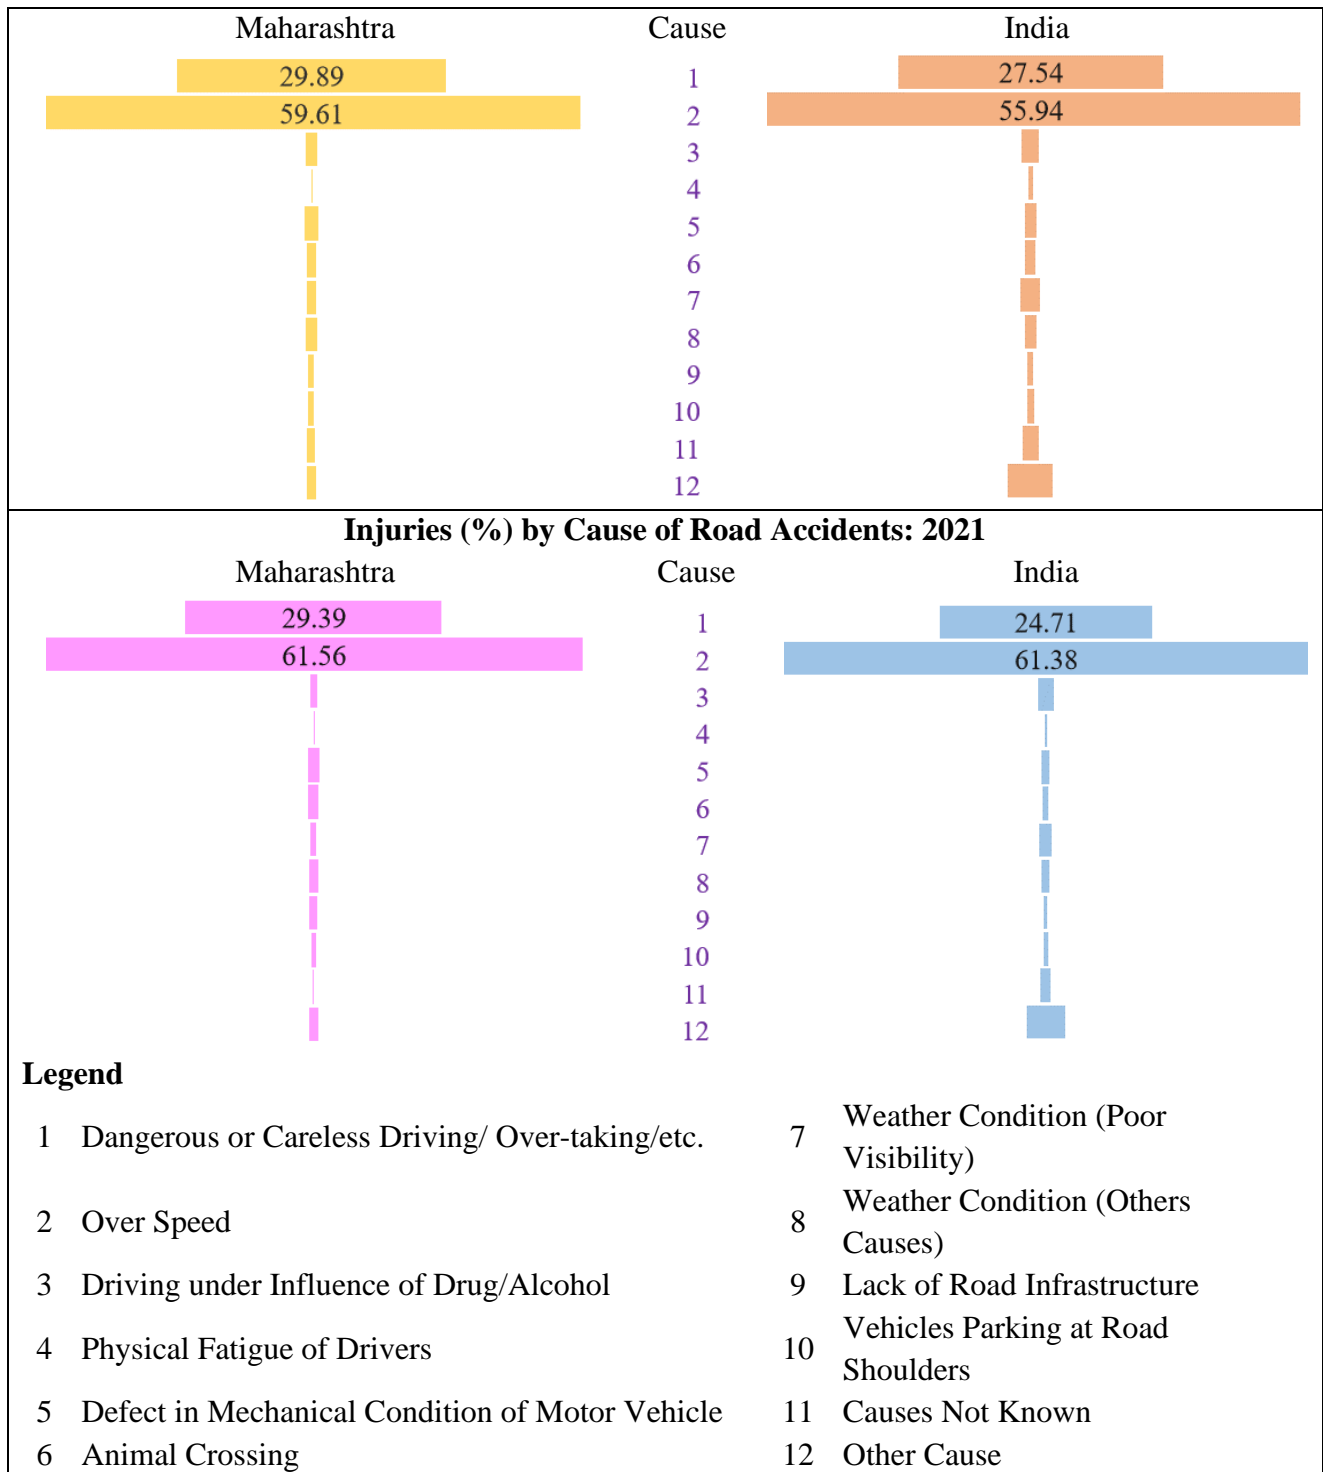 Maharashtra Cause India
29.89 1 27.54
59.61 2 55.94
3
4
5
6
7
8
9
10
11
12
Injuries (%) by Cause of Road Accidents: 2021
Maharashtra Cause India
29.39 1 24.71
61.56 2 61.38
3
4
5
6
7
8
9
10
11
12
Legend
1 Dangerous or Careless Driving/ Over-taking/etc.
7 Weather Condition (Poor
Visibility)
2 Over Speed
8 Weather Condition (Others
Causes)
3 Driving under Influence of Drug/Alcohol
9 Lack of Road Infrastructure
4 Physical Fatigue of Drivers
10 Vehicles Parking at Road
Shoulders
5 Defect in Mechanical Condition of Motor Vehicle
11 Causes Not Known
6 Animal Crossing
12 Other Cause